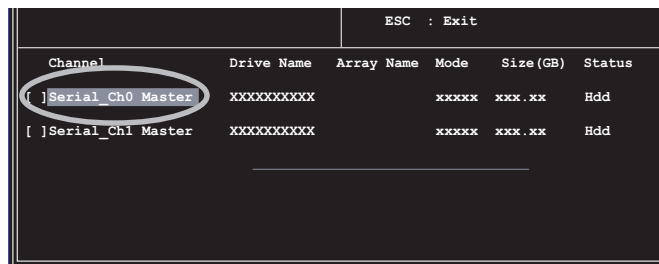 ESC : Exit
Channel Drive Name Array Name Mode Size(GB) Status
[ ]Serial_Ch0 Master XXXXXXXXXX xxxxx xxx.xx Hdd
[ ]Serial_Ch1 Master XXXXXXXXXX xxxxx xxx.xx Hdd